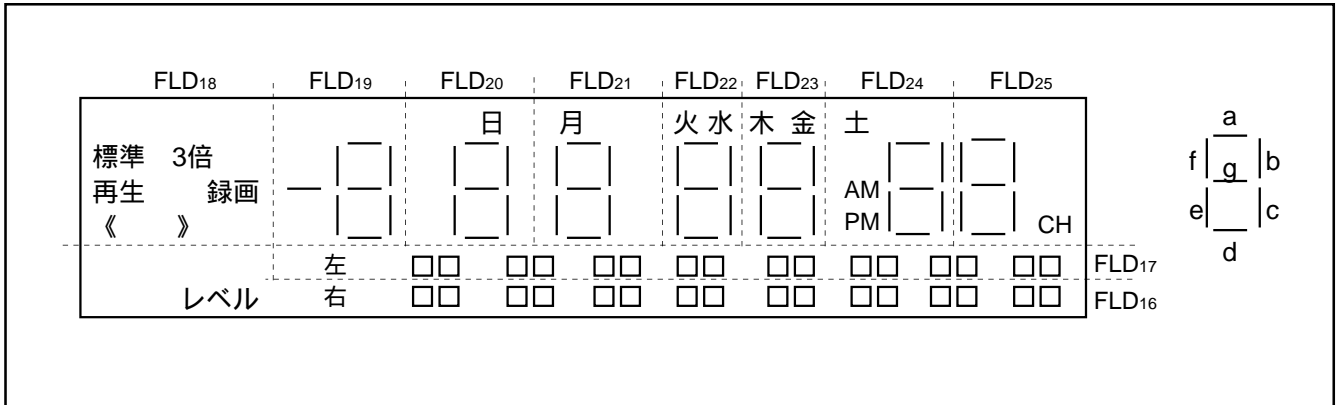 FLD18 FLD19 FLD20 FLD21 FLD22 FLD23 FLD24 FLD25
日 月 火 水 木 金 土
標準 3倍
再生 録画
《 》
AM
PM
CH
左
レベル 右
FLD17
FLD16
a
f g b
e c
d